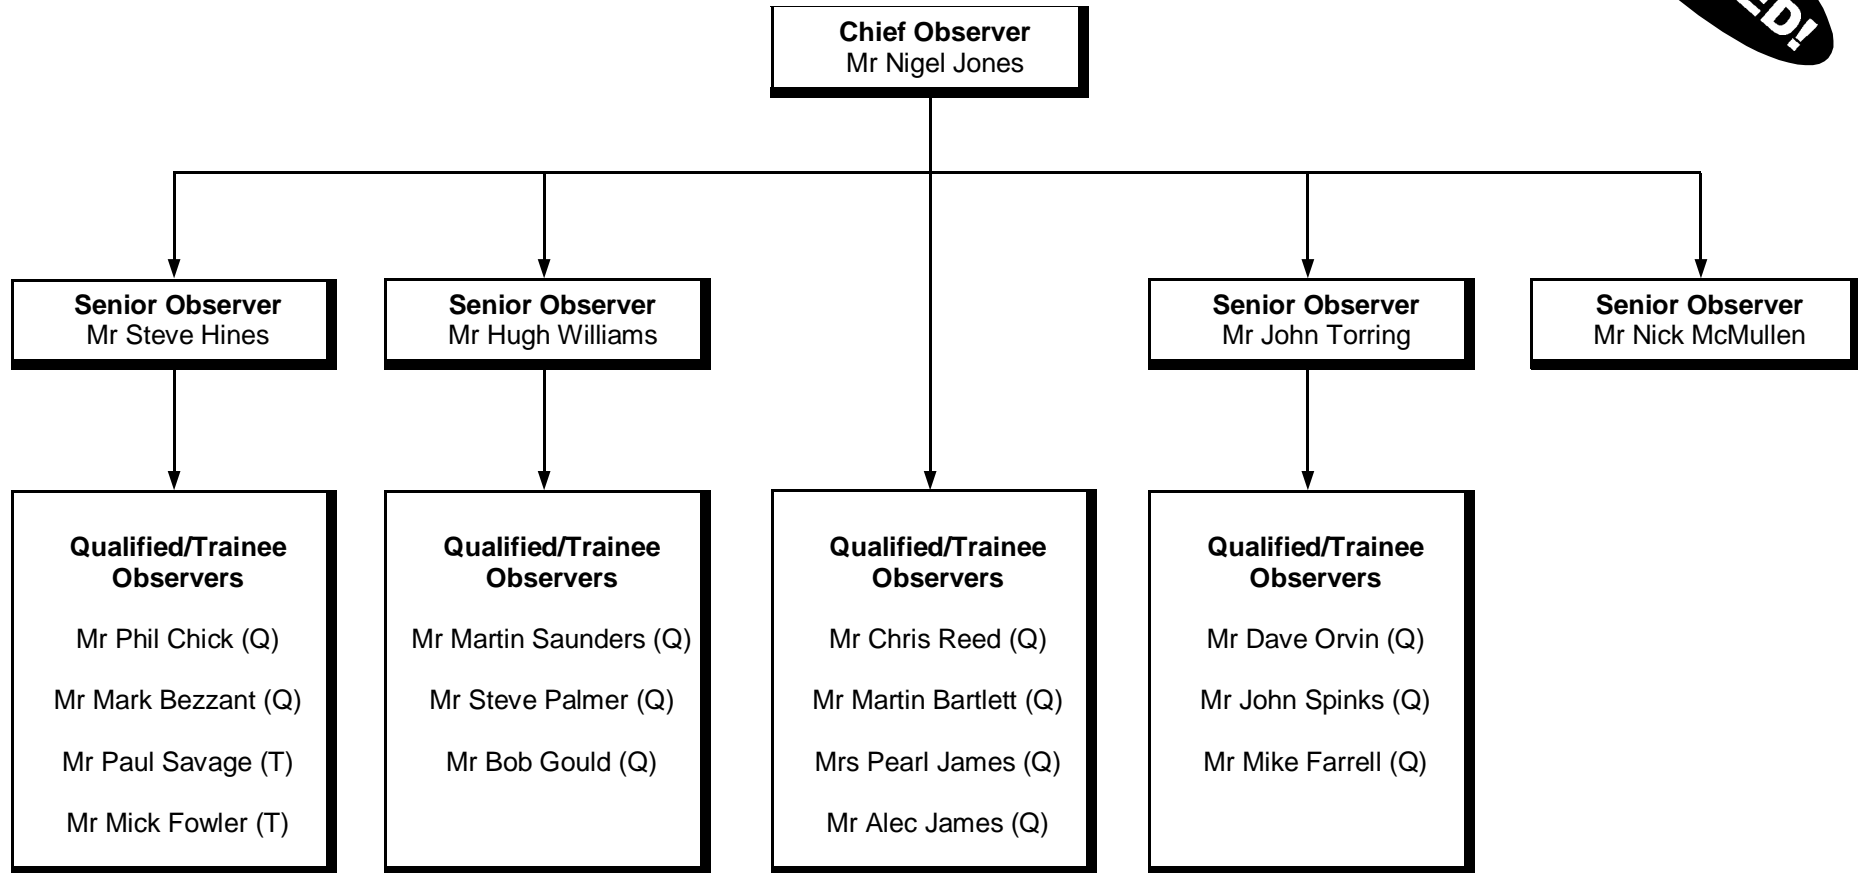 Chief Observer
Mr Nigel Jones
Senior Observer
Mr Steve Hines
Senior Observer
Mr Hugh Williams
Senior Observer
Mr John Torring
Senior Observer
Mr Nick McMullen
Qualified/Trainee
Observers
Mr Phil Chick (Q)
Mr Mark Bezzant (Q)
Mr Paul Savage (T)
Mr Mick Fowler (T)
Qualified/Trainee
Observers
Mr Martin Saunders (Q)
Mr Steve Palmer (Q)
Mr Bob Gould (Q)
Qualified/Trainee
Observers
Mr Chris Reed (Q)
Mr Martin Bartlett (Q)
Mrs Pearl James (Q)
Mr Alec James (Q)
Qualified/Trainee
Observers
Mr Dave Orvin (Q)
Mr John Spinks (Q)
Mr Mike Farrell (Q)